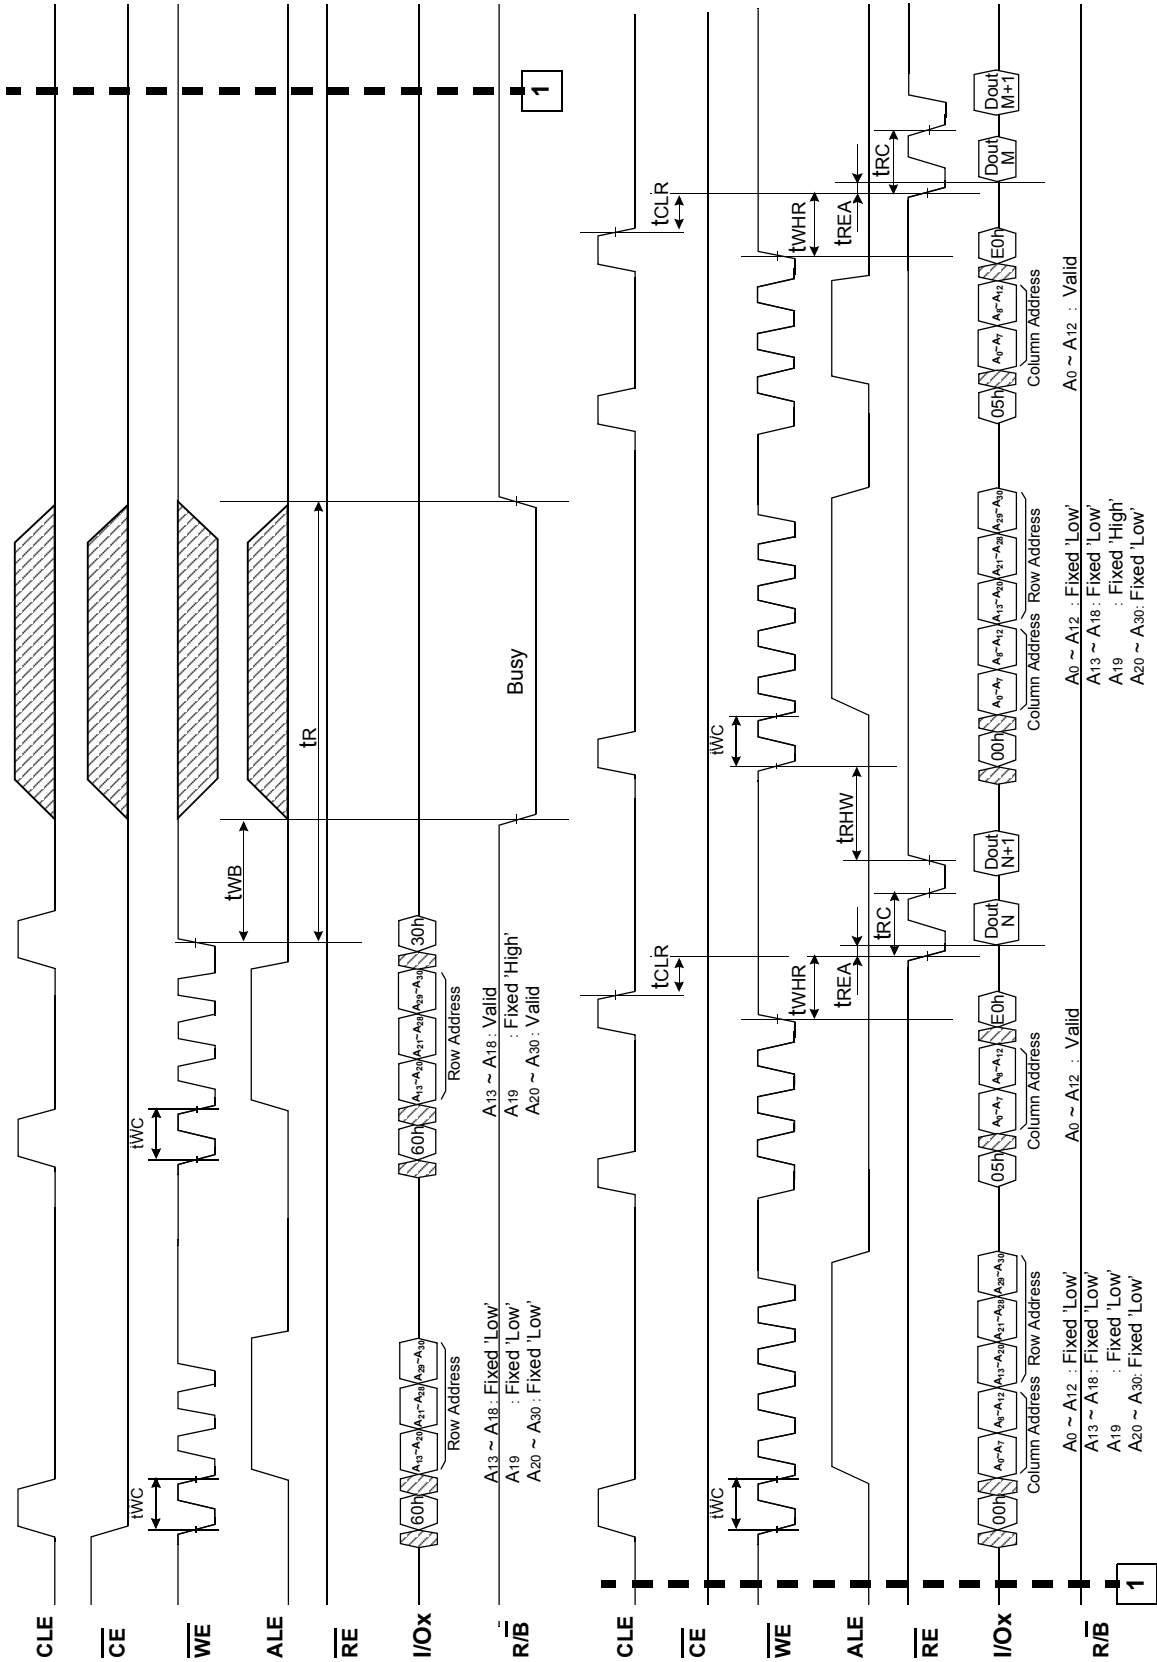 CLE
CE
WE
tWC
tWC
tWB
ALE
RE
tR
I/Ox
60h
A13~A20
A21~A28
A29~A30
60h
A13~A20
A21~A28
A29~A30
30h
Row Address
Row Address
R/B
Busy
A13 ~ A18 : Fixed 'Low'
A19 : Fixed 'Low'
A20 ~ A30 : Fixed 'Low'
A13 ~ A18 : Valid
A19 : Fixed 'High'
A20 ~ A30 : Valid
1
CLE
tCLR
tCLR
CE
WE
tWC
tWHR
tWC
tWHR
ALE
tREA
tRHW
tREA
RE
tRC
tRC
I/Ox
00h
A0~A7
A8~A12
A13~A20
A21~A28
A29~A30
05h
A0~A7
A8~A12
E0h
Dout N
Dout N+1
00h
A0~A7
A8~A12
A13~A20
A21~A28
A29~A30
05h
A0~A7
A8~A12
E0h
Dout M
Dout M+1
Column Address
Row Address
Column Address
Column Address
Row Address
Column Address
R/B
A0 ~ A12 : Fixed 'Low'
A13 ~ A18 : Fixed 'Low'
A19 : Fixed 'Low'
A20 ~ A30: Fixed 'Low'
A0 ~ A12 : Valid
A0 ~ A12 : Fixed 'Low'
A13 ~ A18 : Fixed 'Low'
A19 : Fixed 'High'
A20 ~ A30: Fixed 'Low'
A0 ~ A12 : Valid
1